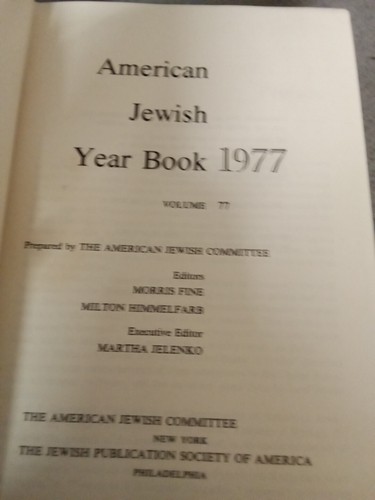 American
Jewish
Year Book 1977
VOLUME 77
Prepared by THE AMERICAN JEWISH COMMITTEE
Editors
MORRIS FINE
MILTON HIMMELFARB
Executive Editor
MARTHA JELENKO
THE AMERICAN JEWISH COMMITTEE
NEW YORK
THE JEWISH PUBLICATION SOCIETY OF AMERICA
PHILADELPHIA